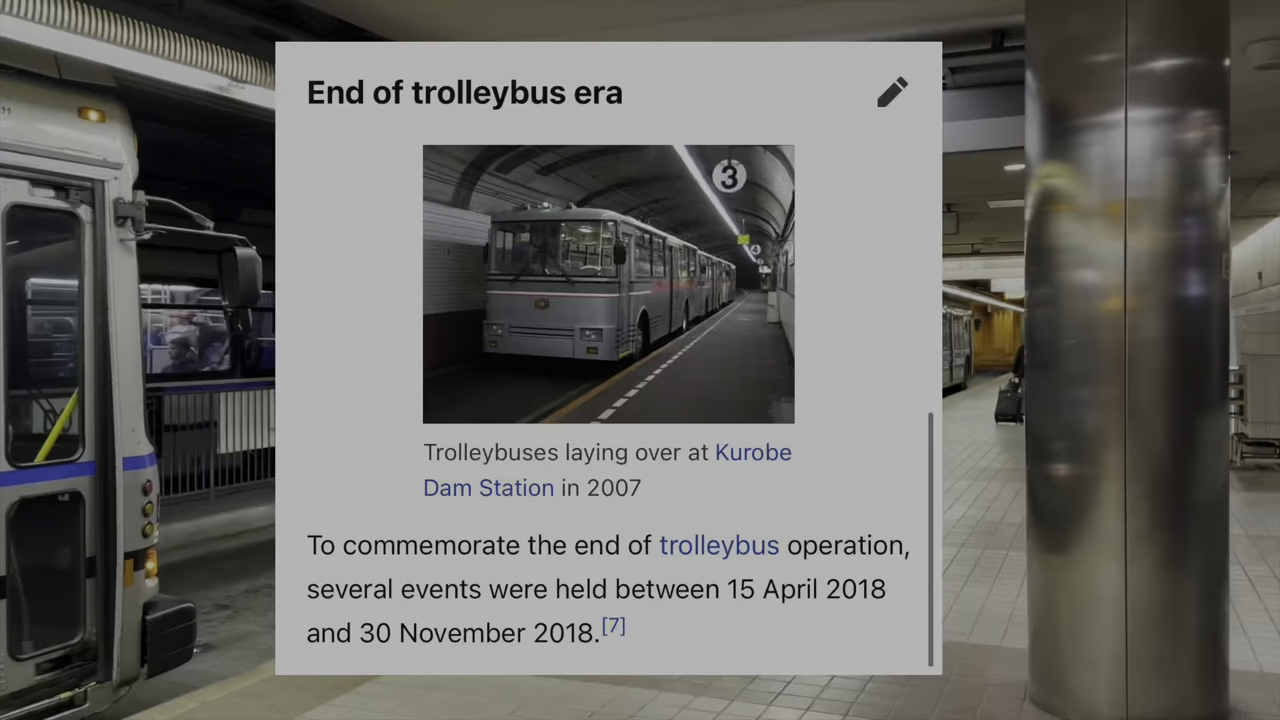 End of trolleybus era
3
4
Trolleybuses laying over at Kurobe
Dam Station in 2007
To commemorate the end of trolleybus operation,
several events were held between 15 April 2018
and 30 November 2018.[7]